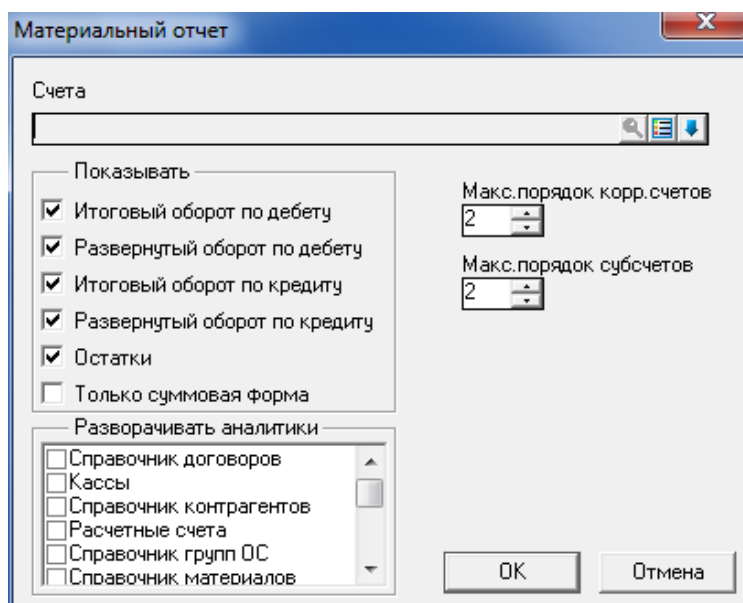 Материальный отчет
Счета
Показывать
Итоговый оборот по дебету
Развернутый оборот по дебету
Итоговый оборот по кредиту
Развернутый оборот по кредиту
Остатки
Только суммовая форма
Макс.порядок корр.счетов
2
Макс.порядок субсчетов
2
Разворачивать аналитики
Справочник договоров
Кассы
Справочник контрагентов
Расчетные счета
Справочник групп ОС
Справочник материалов
OK
Отмена